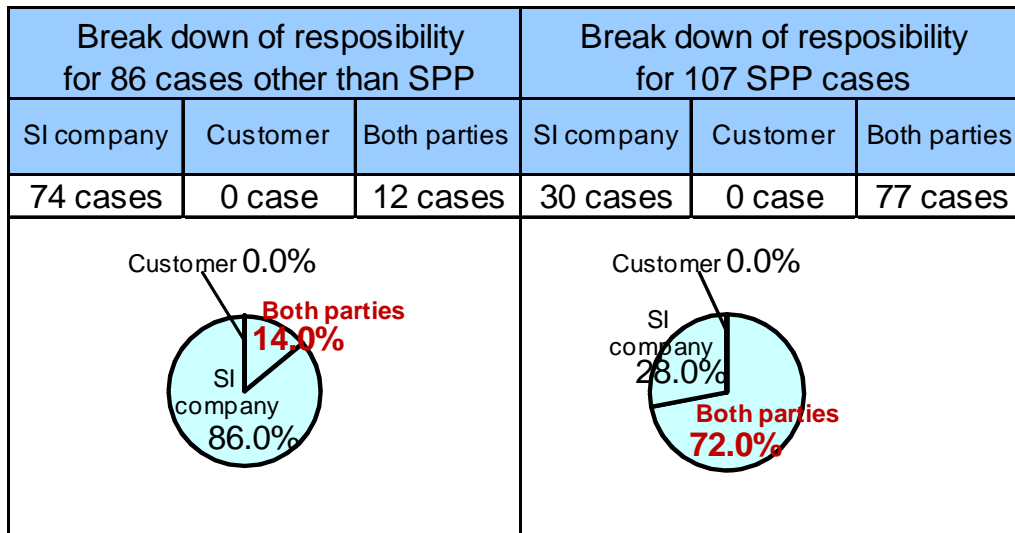 Break down of resposibility
for 86 cases other than SPP
Break down of resposibility
for 107 SPP cases
SI company
Customer
Both parties
SI company
Customer
Both parties
74 cases
0 case
12 cases
30 cases
0 case
77 cases
Customer 0.0%
Both parties
14.0%
SI
company
86.0%
Customer 0.0%
SI
company
28.0%
Both parties
72.0%